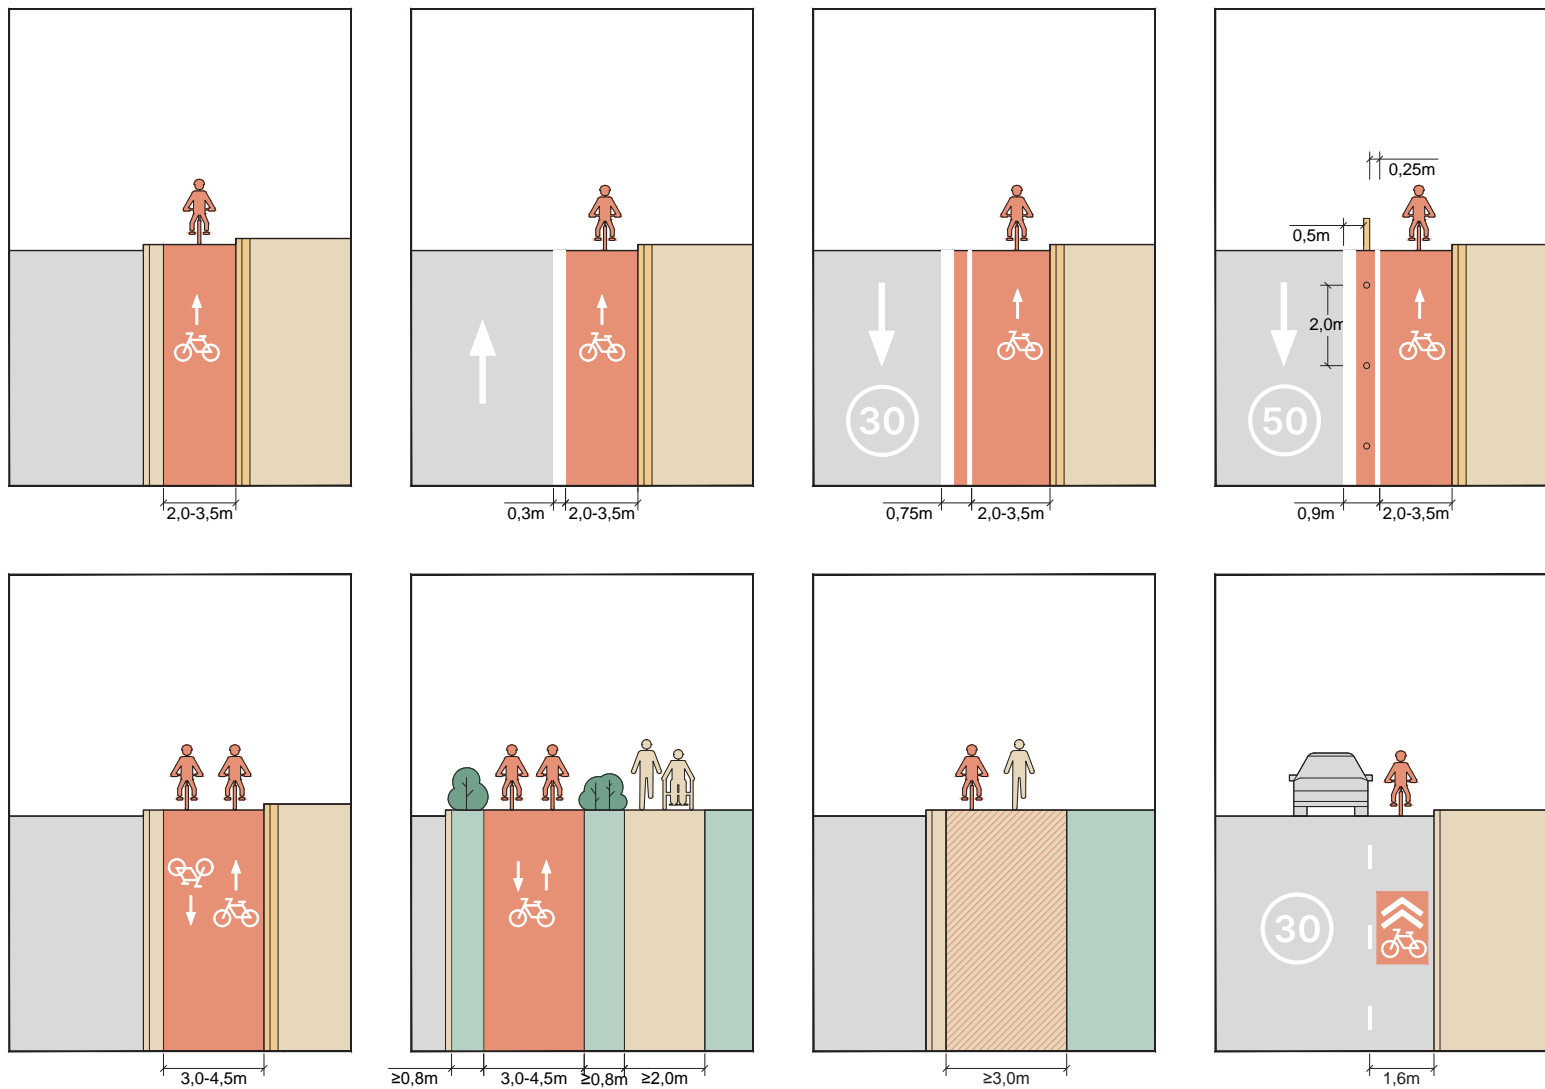 0,25m
0,5m
2,0m
30
50
2,0-3,5m
0,3m 2,0-3,5m
0,75m 2,0-3,5m
0,9m 2,0-3,5m
30
3,0-4,5m
≥0,8m 3,0-4,5m ≥0,8m ≥2,0m
≥3,0m
1,6m